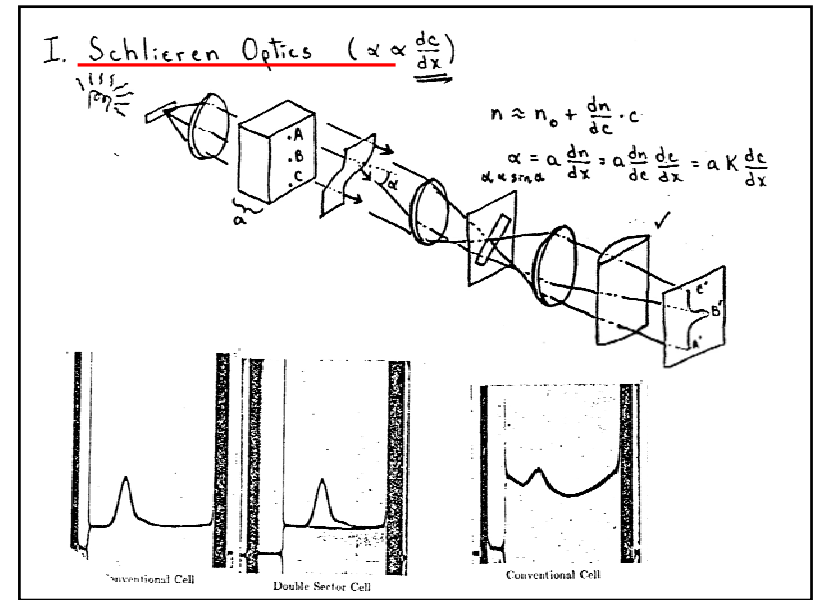 I. Schlieren Optics (α ∝ dc/dx)
n ≈ n₀ + dn/dc · c
α = a dn/dx = a dn/dc dc/dx = a K dc/dx
α ∝ sin α
A
B
C
α
a
✓
C'
B'
A'
Conventional Cell
Double Sector Cell
Conventional Cell